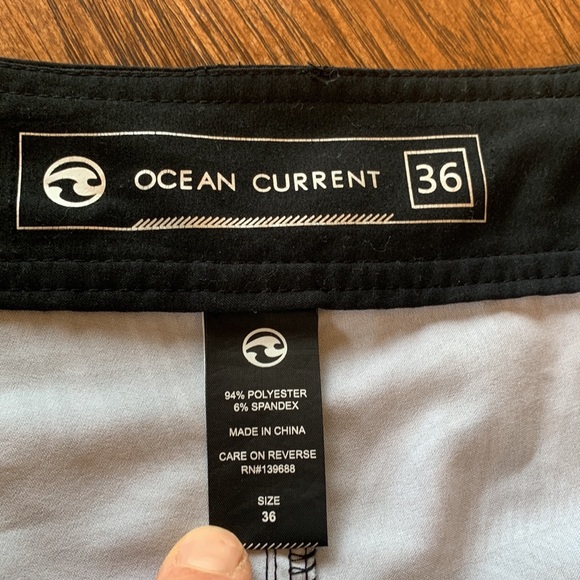 OCEAN CURRENT 36
94% POLYESTER
6% SPANDEX
MADE IN CHINA
CARE ON REVERSE
RN#139688
SIZE
36